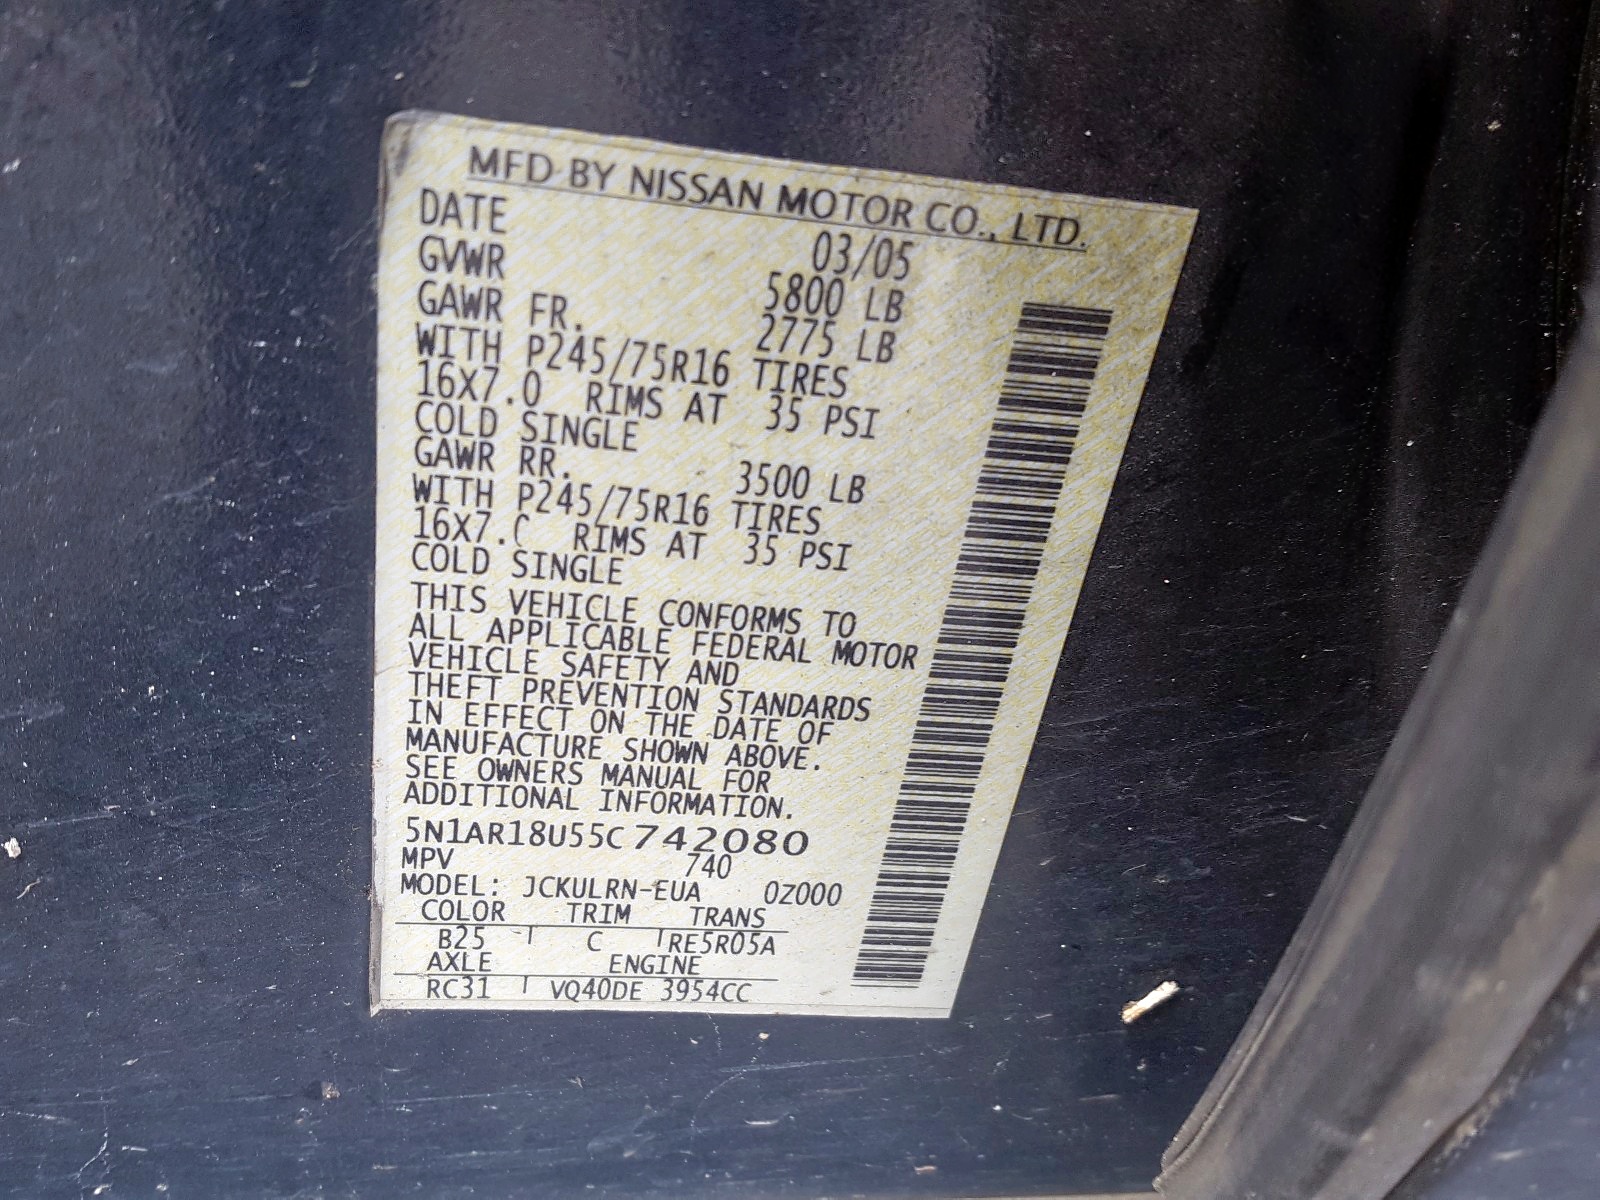 MFD BY NISSAN MOTOR CO., LTD.
DATE 03/05
GVWR 5800 LB
GAWR FR. 2775 LB
WITH P245/75R16 TIRES
16X7.0 RIMS AT 35 PSI
COLD SINGLE
GAWR RR. 3500 LB
WITH P245/75R16 TIRES
16X7.0 RIMS AT 35 PSI
COLD SINGLE
THIS VEHICLE CONFORMS TO
ALL APPLICABLE FEDERAL MOTOR
VEHICLE SAFETY AND
THEFT PREVENTION STANDARDS
IN EFFECT ON THE DATE OF
MANUFACTURE SHOWN ABOVE.
SEE OWNERS MANUAL FOR
ADDITIONAL INFORMATION.
5N1AR18U55C742080
MPV 740
MODEL: JCKULRN-EUA 0Z000
COLOR TRIM TRANS
B25 C RE5R05A
AXLE ENGINE
RC31 VQ40DE 3954CC